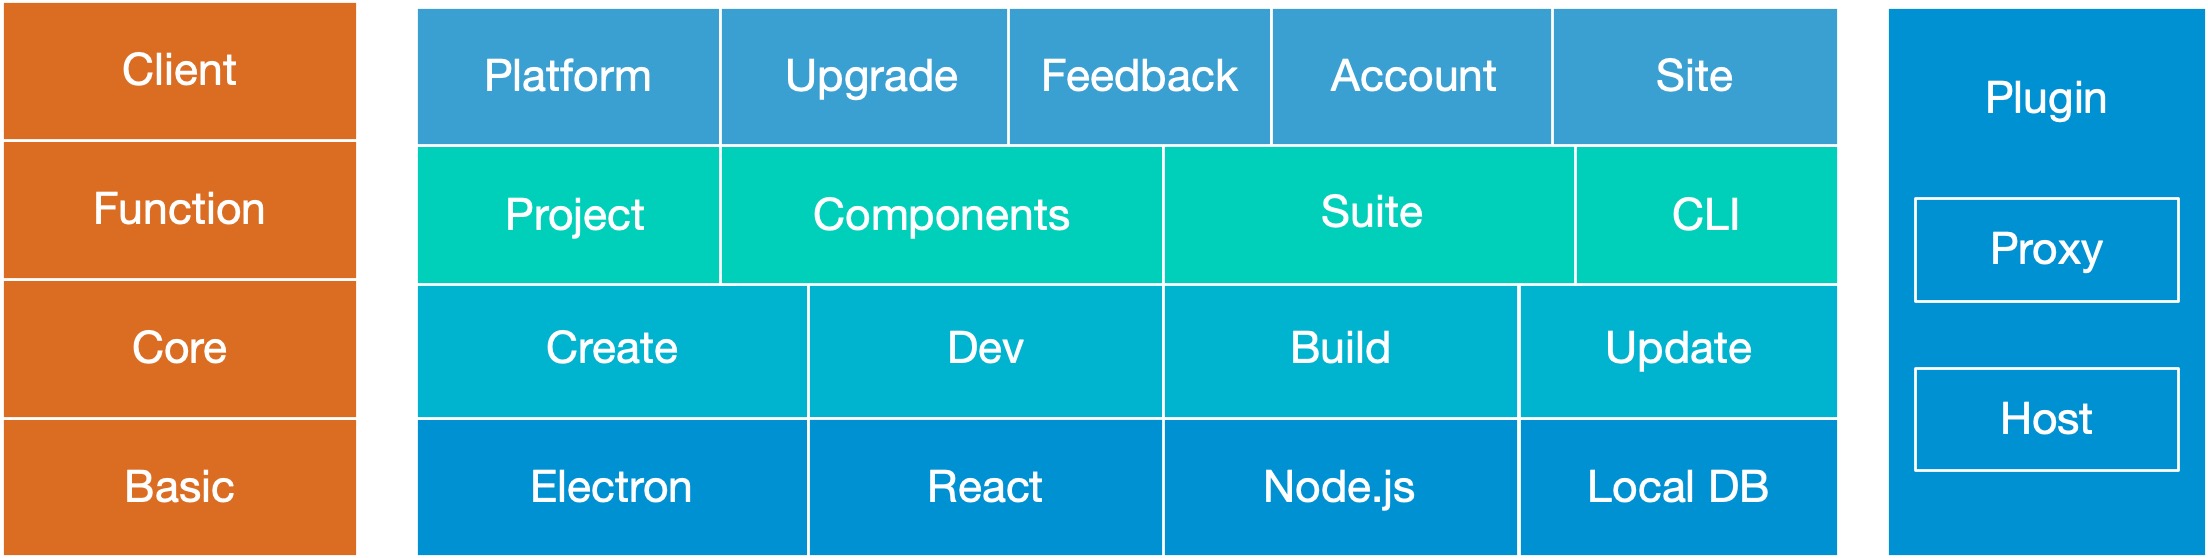 Client
Platform
Upgrade
Feedback
Account
Site
Function
Project
Components
Suite
CLI
Core
Create
Dev
Build
Update
Basic
Electron
React
Node.js
Local DB
Plugin
Proxy
Host